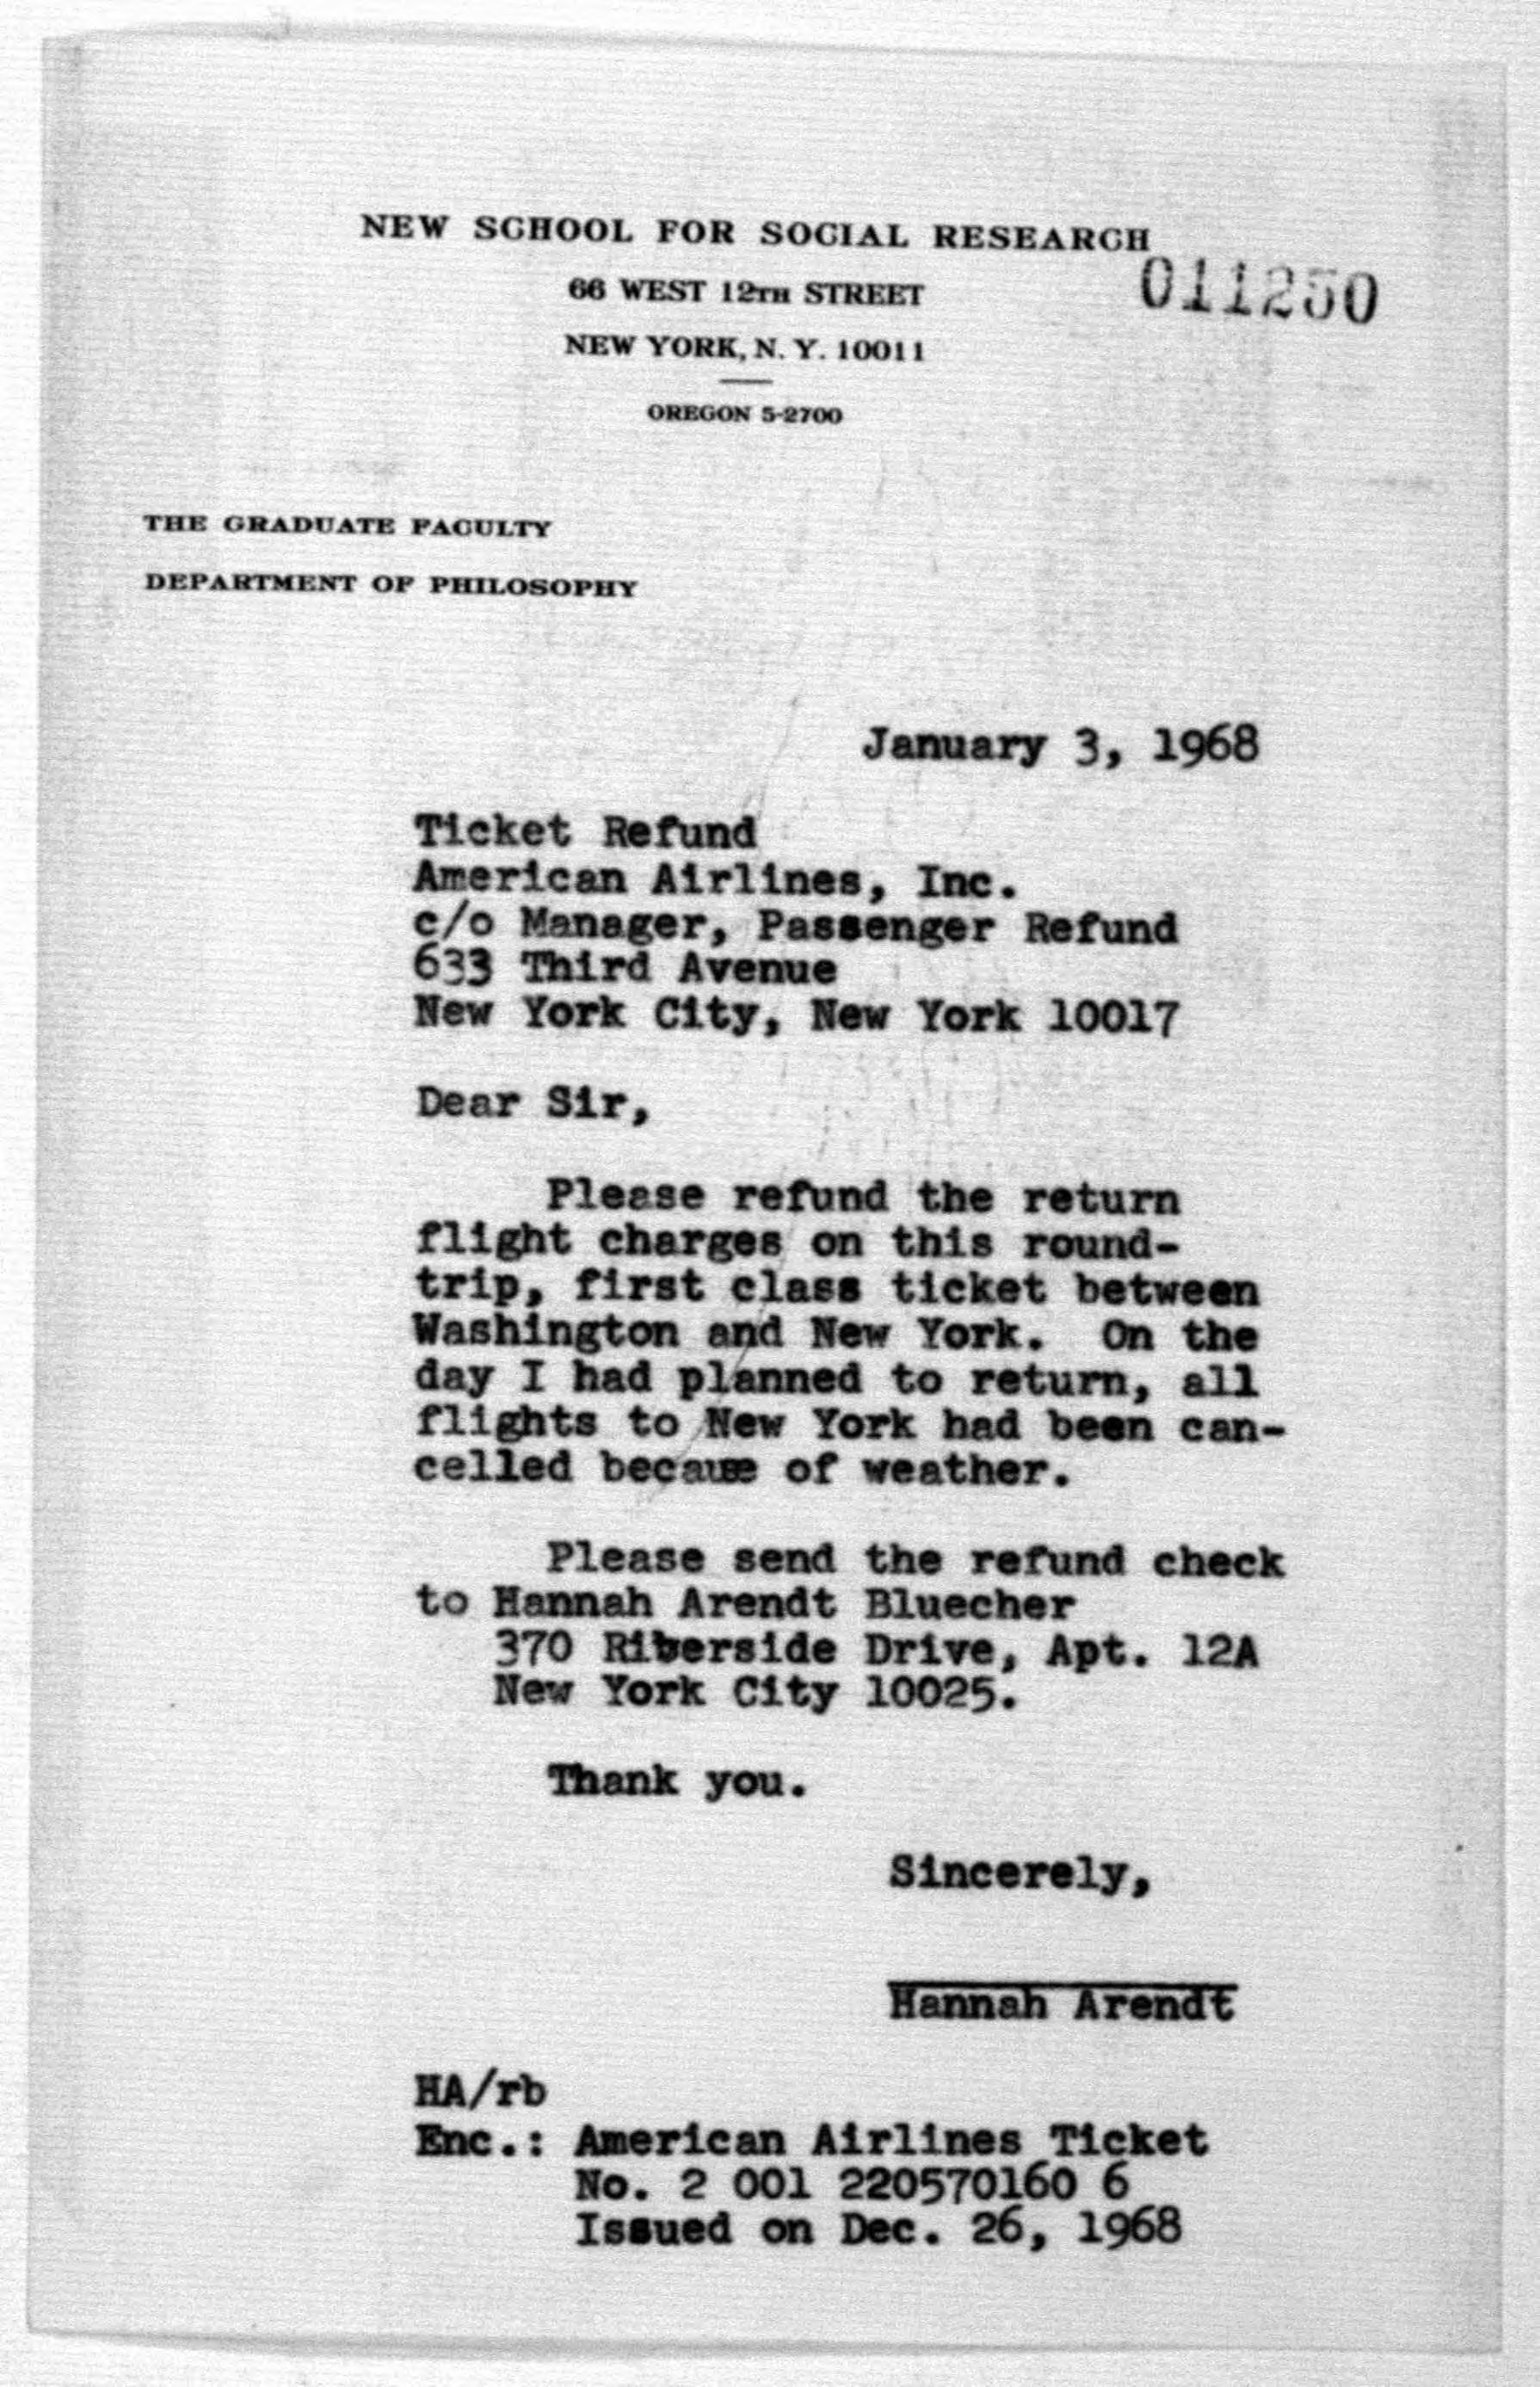 NEW SCHOOL FOR SOCIAL RESEARCH
66 WEST 12TH STREET
011250
NEW YORK, N. Y. 10011
OREGON 5-2700
THE GRADUATE FACULTY
DEPARTMENT OF PHILOSOPHY
January 3, 1968
Ticket Refund
American Airlines, Inc.
c/o Manager, Passenger Refund
633 Third Avenue
New York City, New York 10017
Dear Sir,
Please refund the return
flight charges on this round-
trip, first class ticket between
Washington and New York. On the
day I had planned to return, all
flights to New York had been can-
celled because of weather.
Please send the refund check
to Hannah Arendt Bluecher
370 Riverside Drive, Apt. 12A
New York City 10025.
Thank you.
Sincerely,
Hannah Arendt
HA/rb
Enc.: American Airlines Ticket
No. 2 001 220570160 6
Issued on Dec. 26, 1968